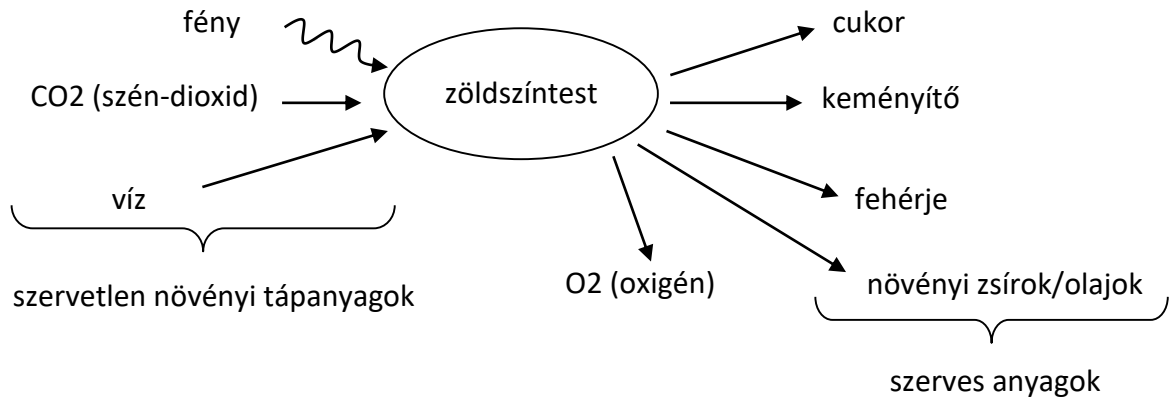 fény
CO2 (szén-dioxid)
víz
szervetlen növényi tápanyagok
zöldszíntest
cukor
keményítő
fehérje
növényi zsírok/olajok
szerves anyagok
O2 (oxigén)